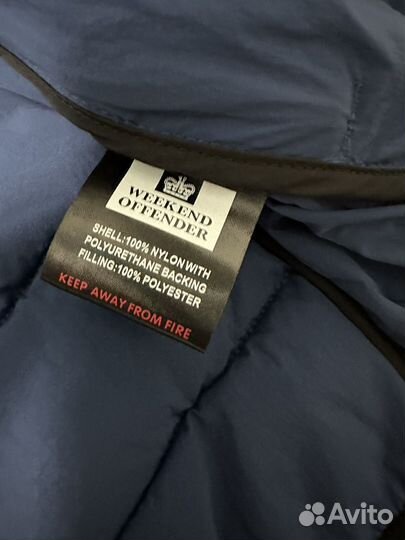 WEEKEND
OFFENDER
SHELL:100% NYLON WITH
POLYURETHANE BACKING
FILLING:100% POLYESTER
KEEP AWAY FROM FIRE
Avito